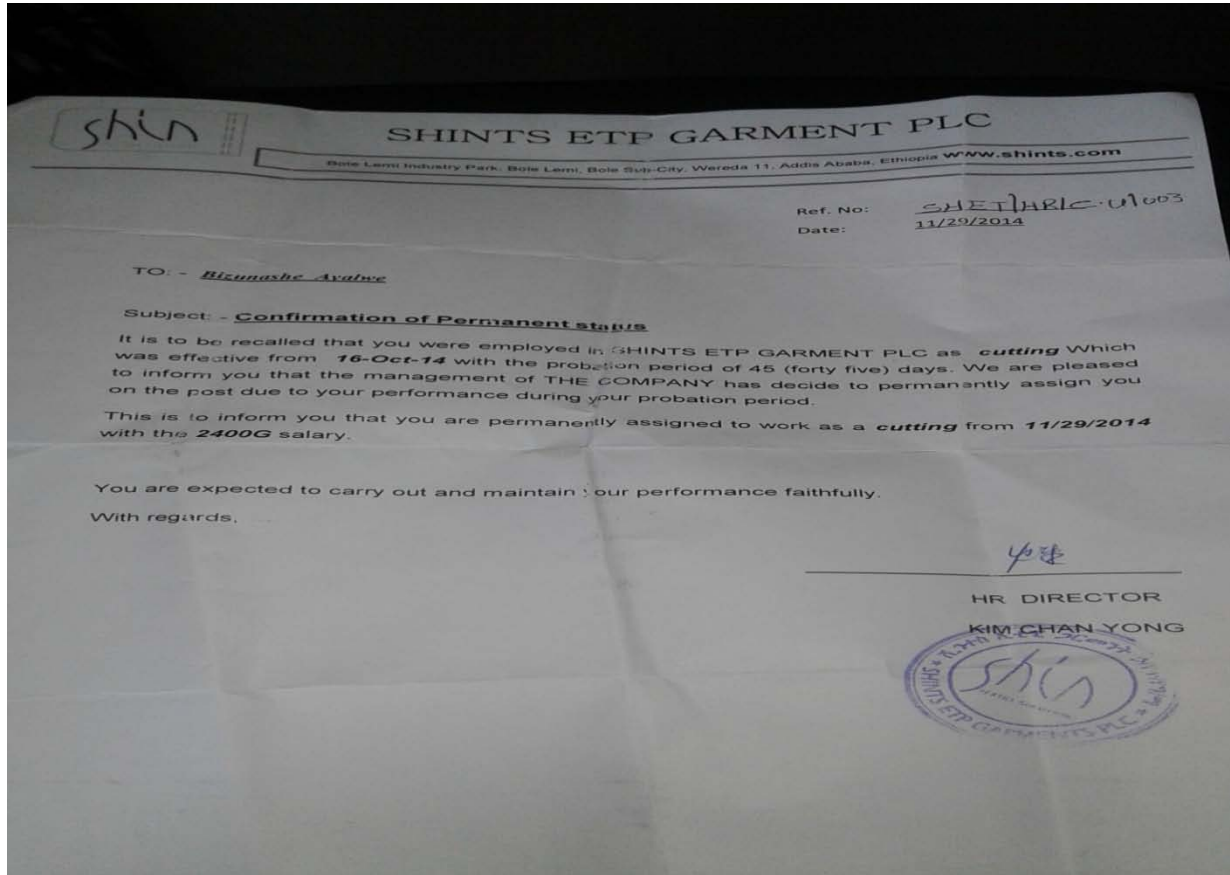 shin
SHINTS ETP GARMENT PLC
Bole Lemi Industry Park, Bole Lemi, Bole Sub-City, Wereda 11, Addis Ababa, Ethiopia www.shints.com
Ref. No:
Date: 11/29/2014
TO: - Bizunashe Ayalwe
Subject: - Confirmation of Permanent status
It is to be recalled that you were employed in SHINTS ETP GARMENT PLC as cutting Which
was effective from 16-Oct-14 with the probation period of 45 (forty five) days. We are pleased
to inform you that the management of THE COMPANY has decide to permanently assign you
on the post due to your performance during your probation period.
This is to inform you that you are permanently assigned to work as a cutting from 11/29/2014
with the 2400G salary.
You are expected to carry out and maintain your performance faithfully.
With regards,
HR DIRECTOR
KIM CHAN YONG
shin
SHINTS ETP GARMENTS PLC